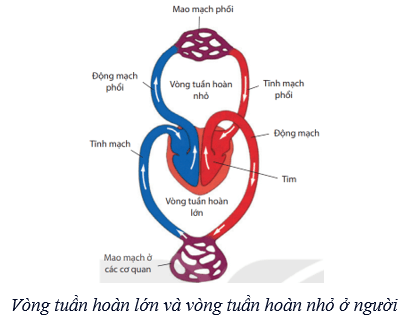 Mao mạch phổi
Động mạch
phổi
Vòng tuần hoàn
nhỏ
Tĩnh mạch
phổi
Tĩnh mạch
Động mạch
Tim
Vòng tuần hoàn
lớn
Mao mạch ở
các cơ quan
Vòng tuần hoàn lớn và vòng tuần hoàn nhỏ ở người